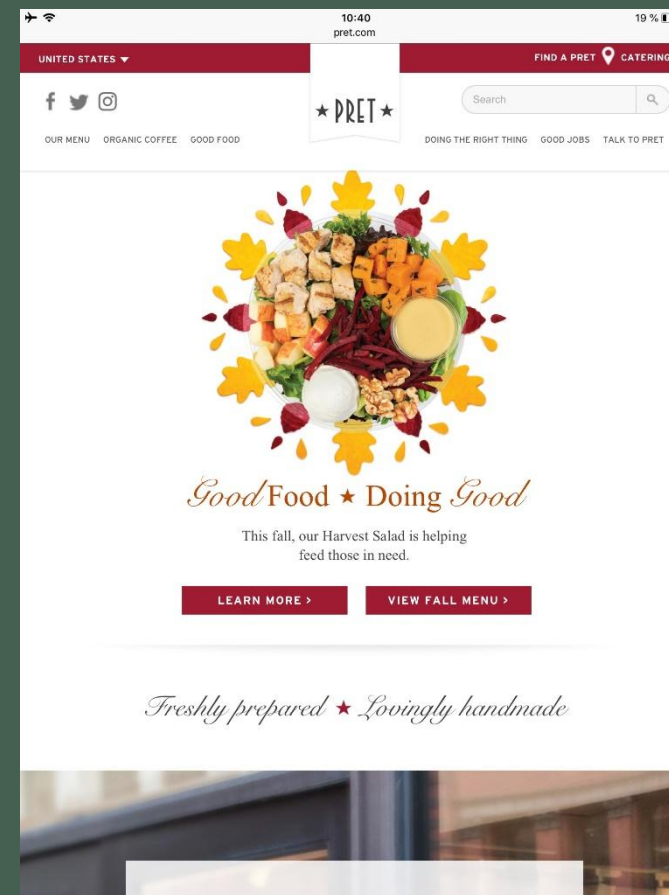 10:40
19 %
pret.com
UNITED STATES
FIND A PRET CATERING
★ PRET ★
Search
OUR MENU ORGANIC COFFEE GOOD FOOD
DOING THE RIGHT THING GOOD JOBS TALK TO PRET
Good Food ★ Doing Good
This fall, our Harvest Salad is helping
feed those in need.
LEARN MORE >
VIEW FALL MENU >
Freshly prepared ★ Lovingly handmade